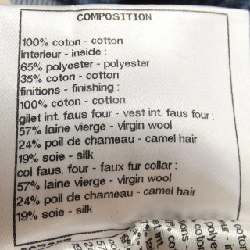 COMPOSITION
100% coton - cotton
interieur - inside :
65% polyester - polyester
35% coton - cotton
finitions - finishing :
100% coton - cotton
gilet int. faus four - vest int. faus four :
57% laine vierge - virgin wool
24% poil de chameau - camel hair
19% soie - silk
col faus. four - faux fur collar :
57% laine vierge - virgin wool
24% poil de chameau - camel hair
19% soie - silk